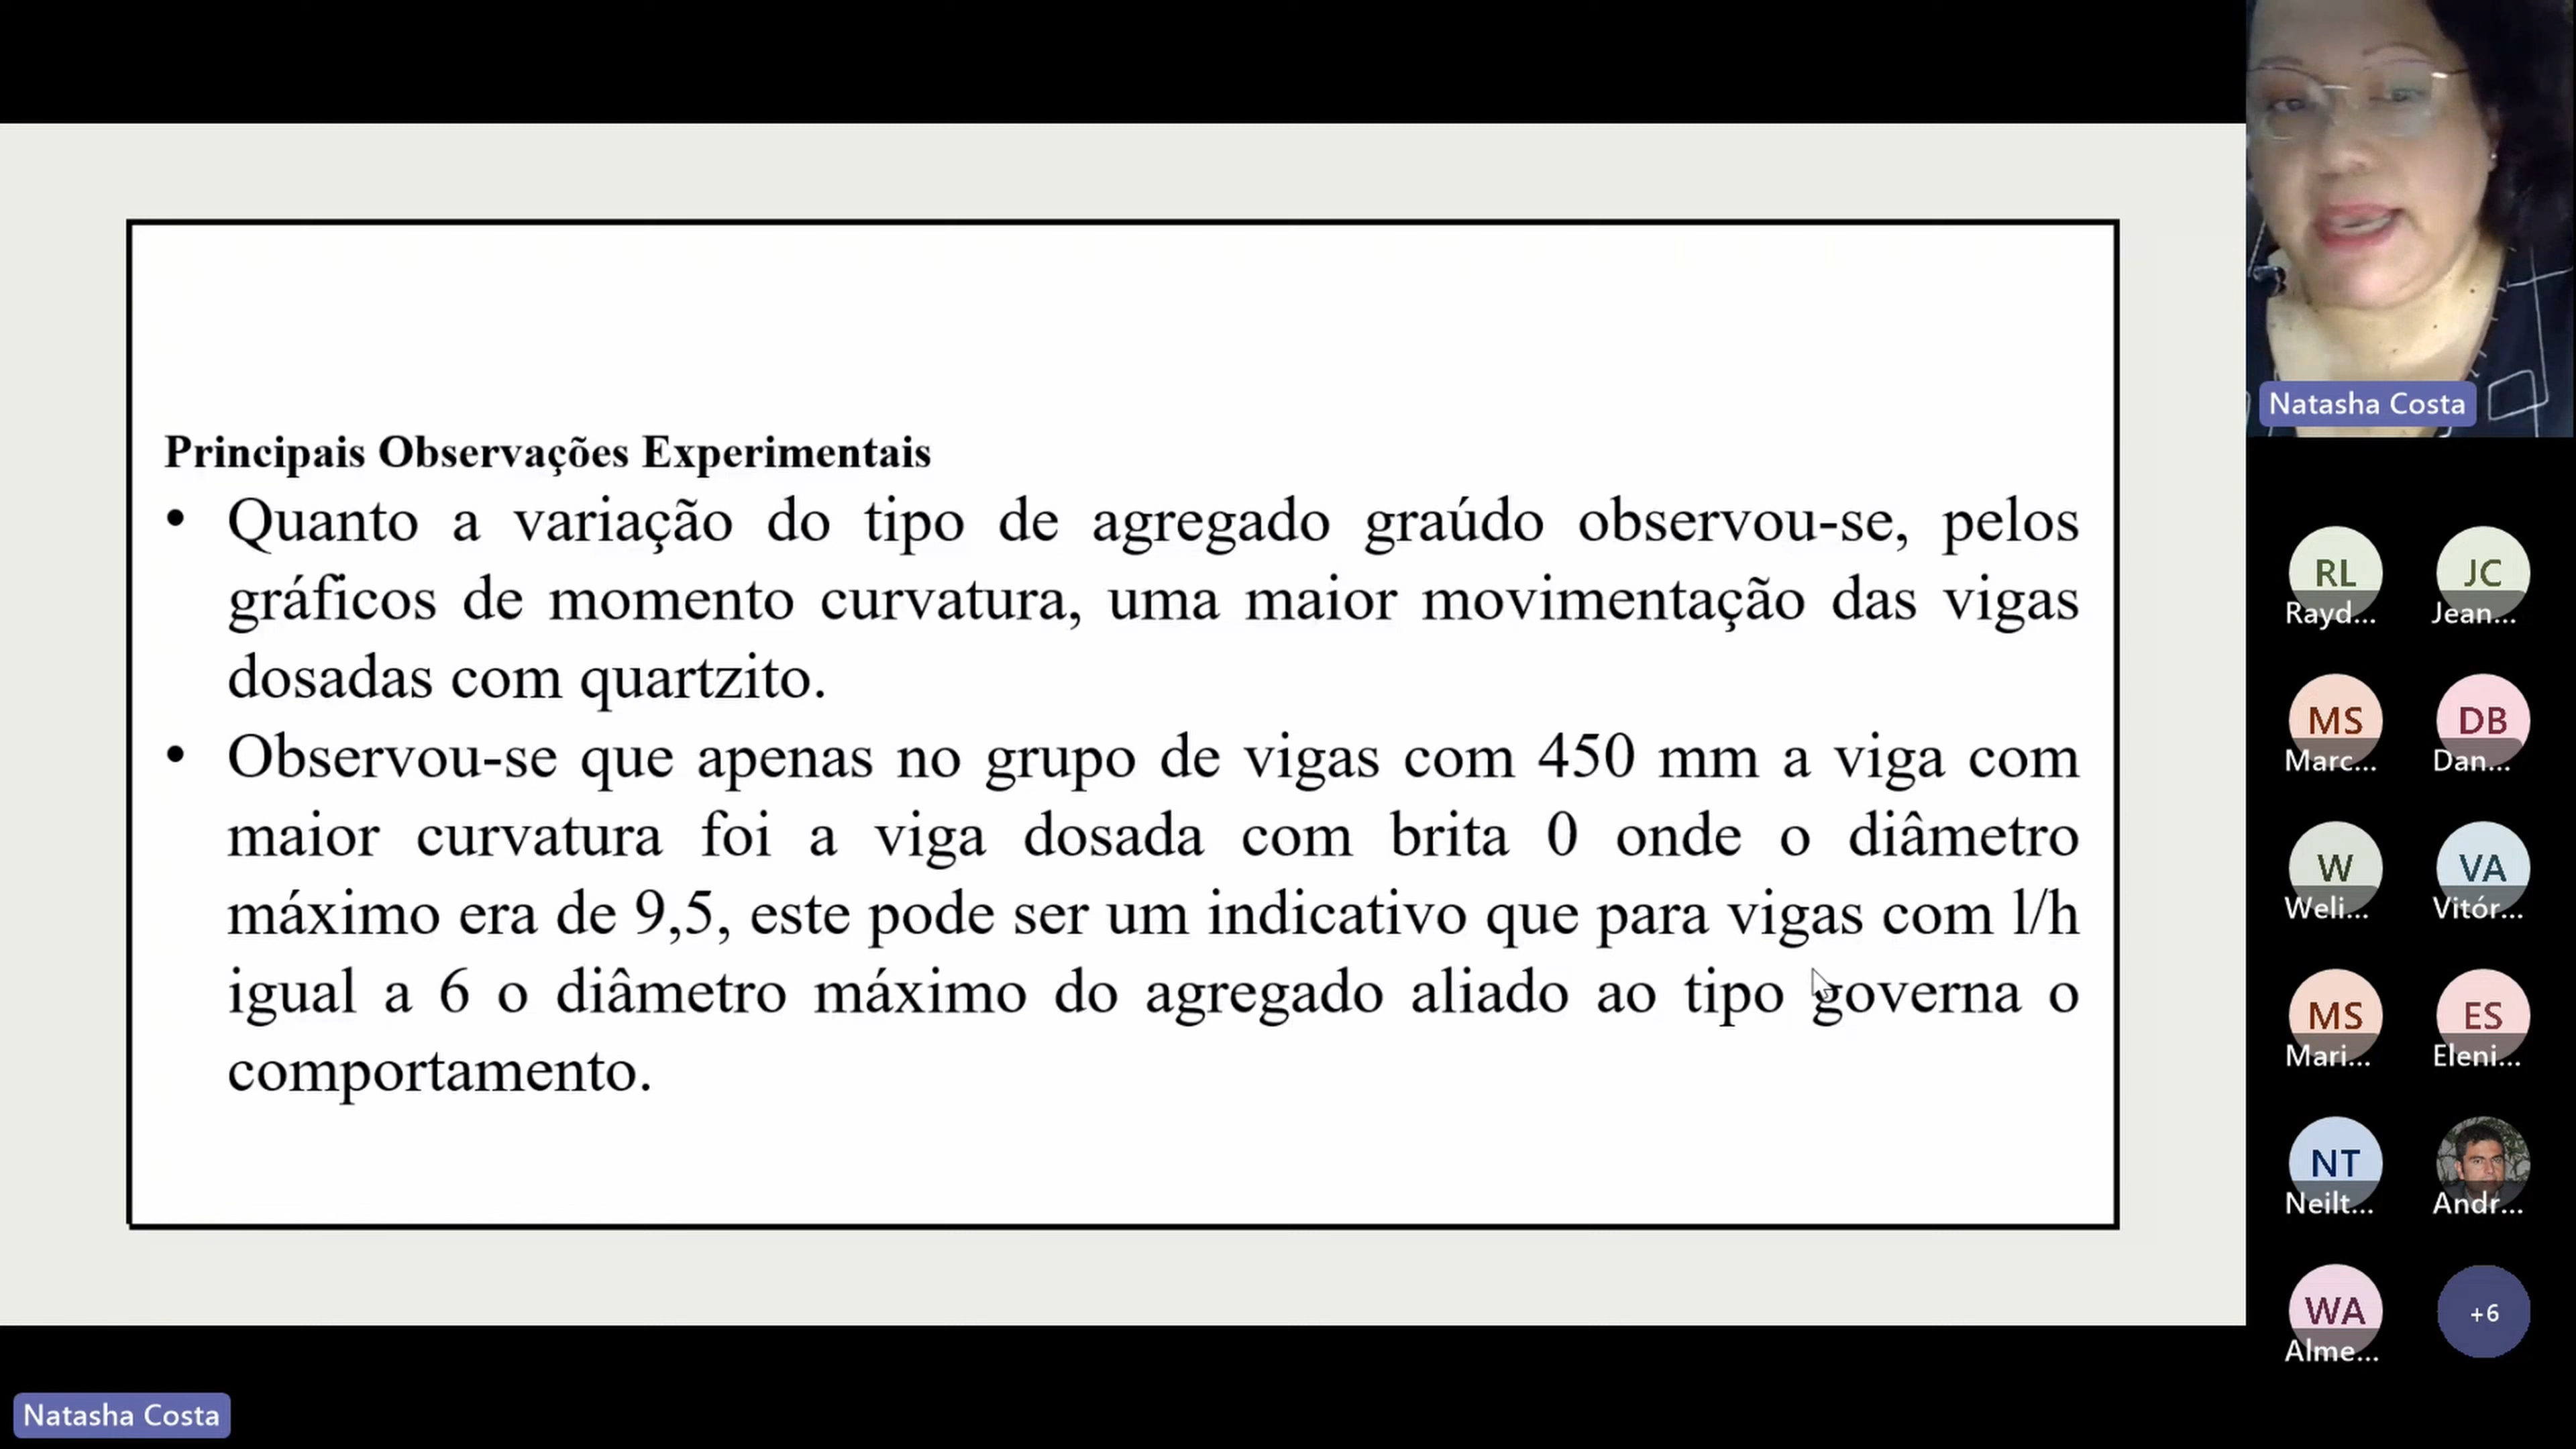 Principais Observações Experimentais
• Quanto a variação do tipo de agregado graúdo observou-se, pelos
gráficos de momento curvatura, uma maior movimentação das vigas
dosadas com quartzito.
• Observou-se que apenas no grupo de vigas com 450 mm a viga com
maior curvatura foi a viga dosada com brita 0 onde o diâmetro
máximo era de 9,5, este pode ser um indicativo que para vigas com l/h
igual a 6 o diâmetro máximo do agregado aliado ao tipo governa o
comportamento.
Natasha Costa
RL JC
Rayd... Jean...
MS DB
Marc... Dan...
W VA
Weli... Vitór...
MS ES
Mari... Eleni...
NT
Neilt... Andr...
WA +6
Alme...
Natasha Costa